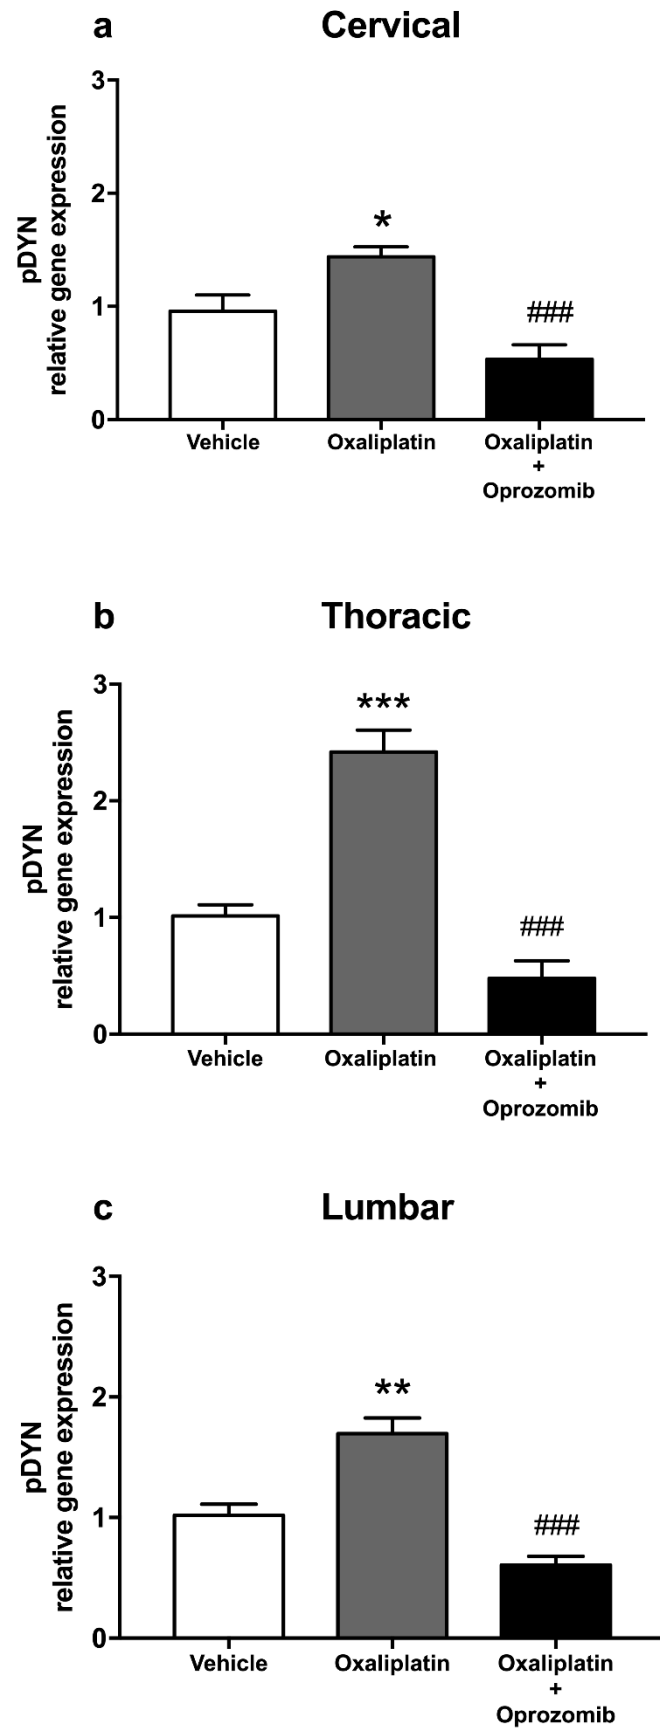 a Cervical
pDYN
relative gene expression
3
2
1
0
*
###
Vehicle Oxaliplatin Oxaliplatin
+
Oprozomib
b Thoracic
pDYN
relative gene expression
3
2
1
0
***
###
Vehicle Oxaliplatin Oxaliplatin
+
Oprozomib
c Lumbar
pDYN
relative gene expression
3
2
1
0
**
###
Vehicle Oxaliplatin Oxaliplatin
+
Oprozomib